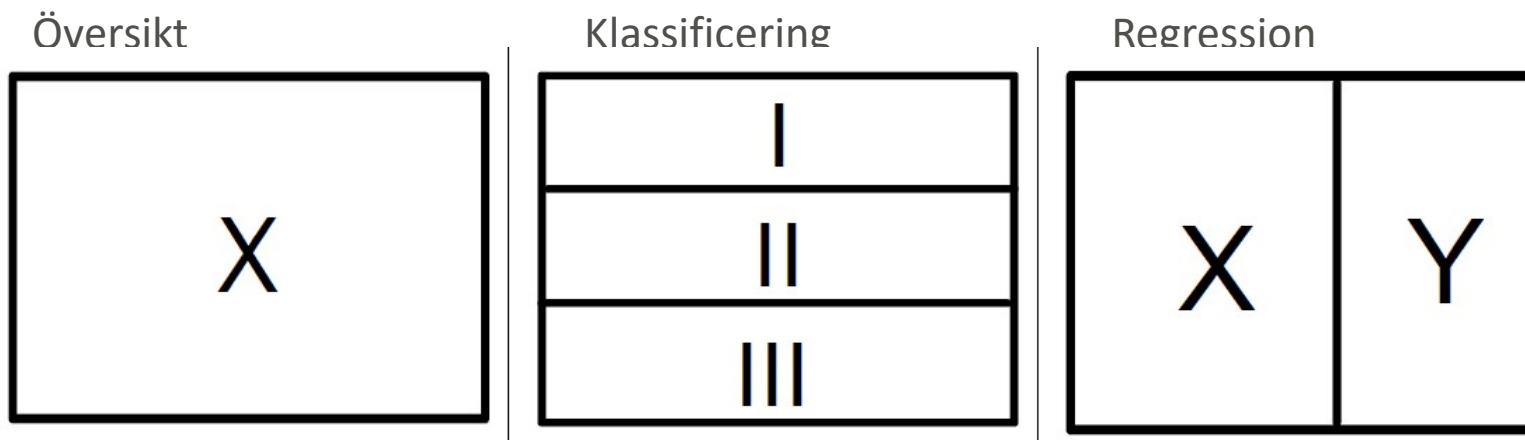 Översikt
Klassificering
Regression
X
I
II
III
X
Y